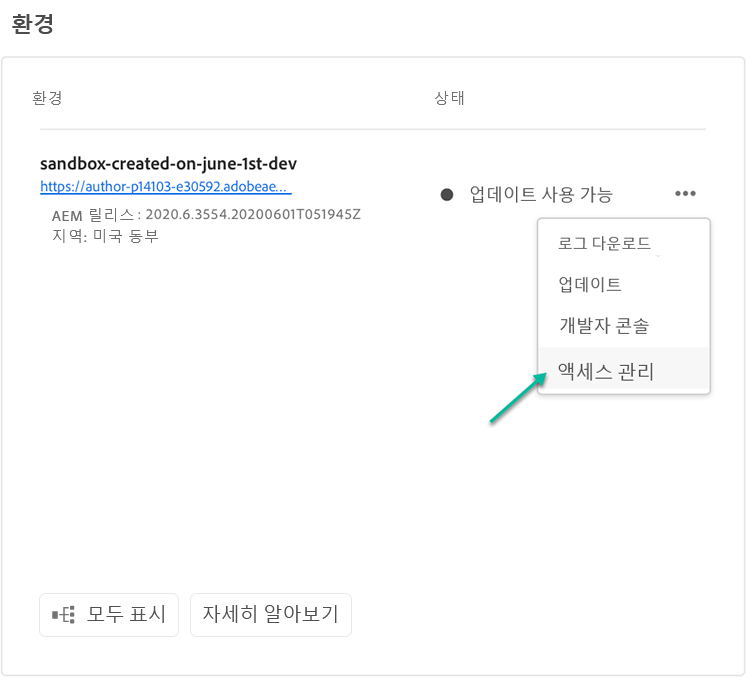 환경
환경 상태
sandbox-created-on-june-1st-dev
https://author-p14103-e30592.adobeae...
업데이트 사용 가능
AEM 릴리스 : 2020.6.3554.20200601T051945Z
지역: 미국 동부
로그 다운로드
업데이트
개발자 콘솔
액세스 관리
모두 표시 자세히 알아보기